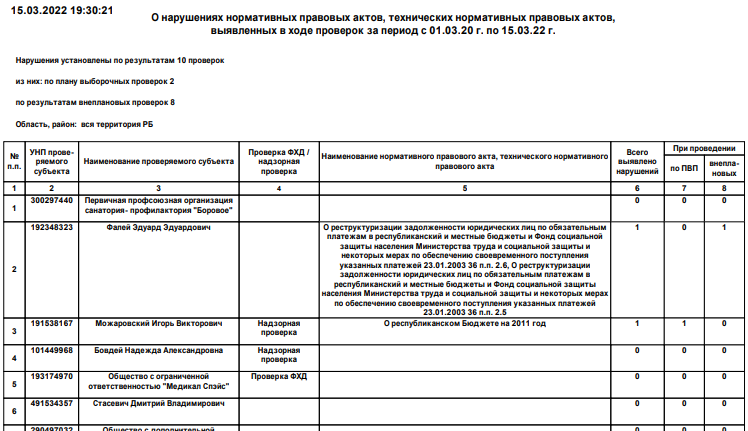 15.03.2022 19:30:21
О нарушениях нормативных правовых актов, технических нормативных правовых актов,
выявленных в ходе проверок за период с 01.03.20 г. по 15.03.22 г.
Нарушения установлены по результатам 10 проверок
из них: по плану выборочных проверок 2
по результатам внеплановых проверок 8
Область, район: вся территория РБ
№
п.п.
УНП прове-
ряемого
субъекта
Наименование проверяемого субъекта
Проверка ФХД /
надзорная
проверка
Наименование нормативного правового акта, технического нормативного
правового акта
Всего
выявлено
нарушений
При проведении
по ПВП
внепла-
новых
1 2 3 4 5 6 7 8
1 300297440 Первичная профсоюзная организация 0 0 0
санатория- профилактория "Боровое"
2 192348323 Фалей Эдуард Эдуардович О реструктуризации задолженности юридических лиц по обязательным 1 0 1
платежам в республиканский и местные бюджеты и Фонд социальной
защиты населения Министерства труда и социальной защиты и
некоторых мерах по обеспечению своевременного поступления
указанных платежей 23.01.2003 36 п.п. 2.6, О реструктуризации
задолженности юридических лиц по обязательным платежам в
республиканский и местные бюджеты и Фонд социальной защиты
населения Министерства труда и социальной защиты и некоторых мерах
по обеспечению своевременного поступления указанных платежей
23.01.2003 36 п.п. 2.5
3 191538167 Можаровский Игорь Викторович Надзорная О республиканском Бюджете на 2011 год 1 1 0
проверка
4 101449968 Бовдей Надежда Александровна Надзорная 0 0 0
проверка
5 193174970 Общество с ограниченной Проверка ФХД 0 0 0
ответственностью "Медикал Спэйс"
6 491534357 Стасевич Дмитрий Владимирович 0 0 0
290497032 Общество с дополнительной 0 0 0